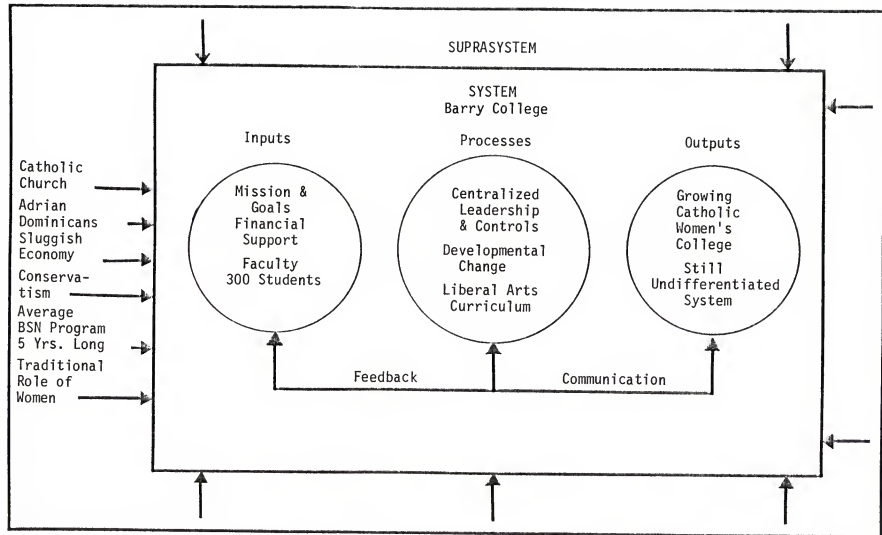 SUPRASYSTEM
SYSTEM
Barry College
Inputs
Processes
Outputs
Catholic
Church
Adrian
Dominicans
Sluggish
Economy
Conserva-
tism
Average
BSN Program
5 Yrs. Long
Traditional
Role of
Women
Mission &
Goals
Financial
Support
Faculty
300 Students
Centralized
Leadership
& Controls
Developmental
Change
Liberal Arts
Curriculum
Growing
Catholic
Women's
College
Still
Undifferentiated
System
Feedback
Communication